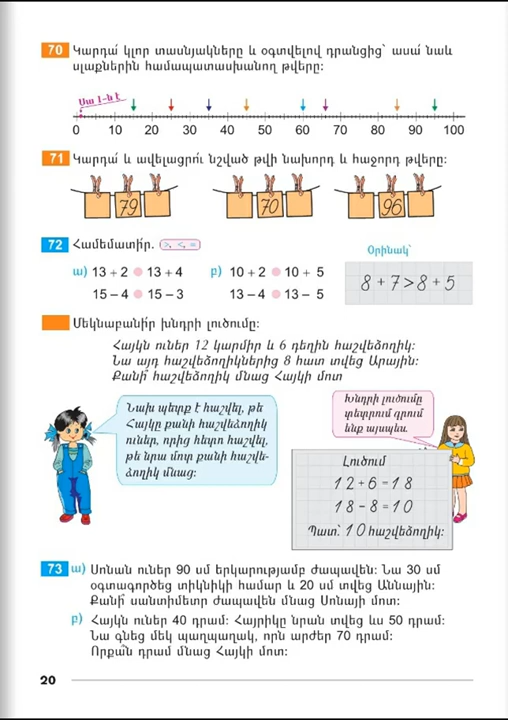 70 Կարդա՛ կլոր տասնյակները և օգտվելով դրանցից՝ ասա՛ նաև
սլաքներին համապատասխանող թվերը։
Սա 1-ն է
0 10 20 30 40 50 60 70 80 90 100
71 Կարդա՛ և ավելացրո՛ւ նշված թվի նախորդ և հաջորդ թվերը։
79 70 96
72 Համեմատի՛ր. >, <, =
Օրինակ՝
ա) 13 + 2 13 + 4 բ) 10 + 2 10 + 5
8 + 7 > 8 + 5
15 – 4 15 – 3 13 – 4 13 – 5
Մեկնաբանի՛ր խնդրի լուծումը։
Հայկն ուներ 12 կարմիր և 6 դեղին հաշվեձողիկ։
Նա այդ հաշվեձողիկներից 8 հատ տվեց Արային։
Քանի՞ հաշվեձողիկ մնաց Հայկի մոտ
Նախ պետք է հաշվել, թե
Հայկը քանի հաշվեձողիկ
ուներ, որից հետո հաշվել,
թե նրա մոտ քանի հաշվե-
ձողիկ մնաց։
Խնդրի լուծումը
տետրում գրում
ենք այսպես.
Լուծում
12 + 6 = 18
18 – 8 = 10
Պատ՝ 10 հաշվեձողիկ։
73 ա) Սոնան ուներ 90 սմ երկարությամբ ժապավեն։ Նա 30 սմ
օգտագործեց տիկնիկի համար և 20 սմ տվեց Աննային։
Քանի՞ սանտիմետր ժապավեն մնաց Սոնայի մոտ։
բ) Հայկն ուներ 40 դրամ։ Հայրիկը նրան տվեց ևս 50 դրամ։
Նա գնեց մեկ պաղպաղակ, որն արժեր 70 դրամ։
Որքա՞ն դրամ մնաց Հայկի մոտ։
20